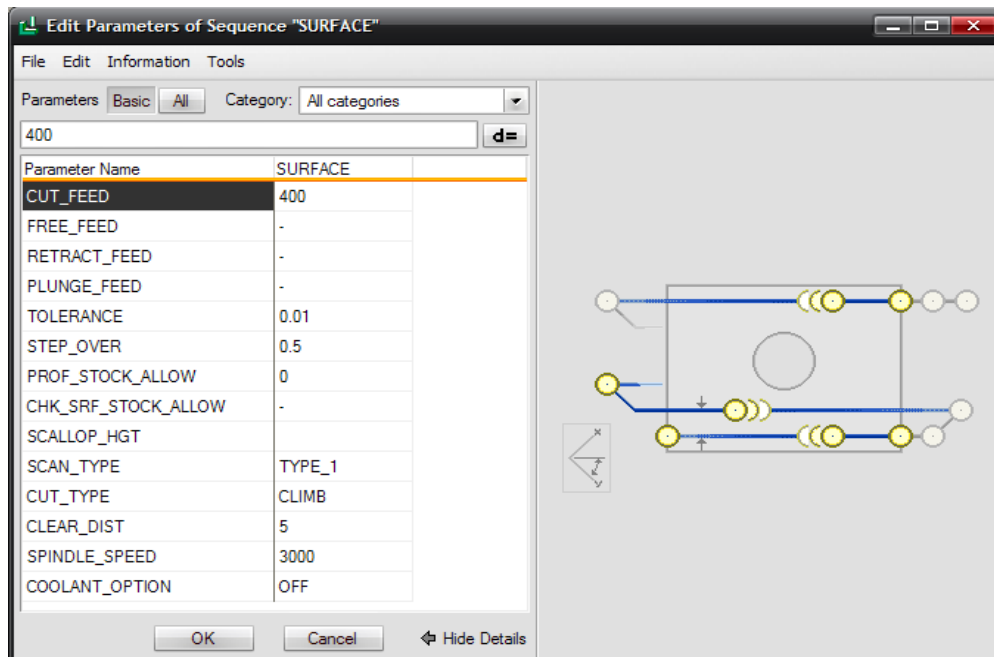 Edit Parameters of Sequence "SURFACE"
File Edit Information Tools
Parameters Basic All Category: All categories
400 d=
Parameter Name SURFACE
CUT_FEED 400
FREE_FEED -
RETRACT_FEED -
PLUNGE_FEED -
TOLERANCE 0.01
STEP_OVER 0.5
PROF_STOCK_ALLOW 0
CHK_SRF_STOCK_ALLOW -
SCALLOP_HGT
SCAN_TYPE TYPE_1
CUT_TYPE CLIMB
CLEAR_DIST 5
SPINDLE_SPEED 3000
COOLANT_OPTION OFF
OK Cancel Hide Details
x
y